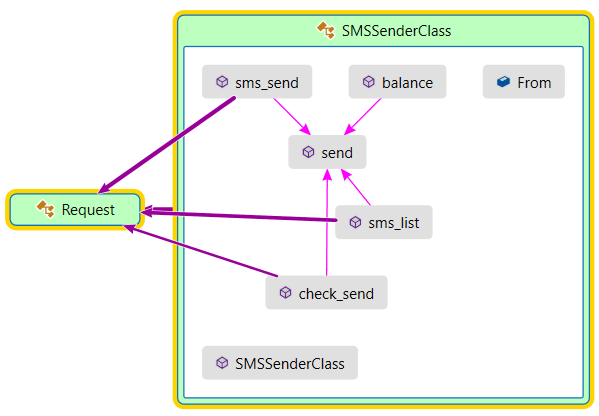 SMSSenderClass
sms_send
balance
From
send
Request
sms_list
check_send
SMSSenderClass